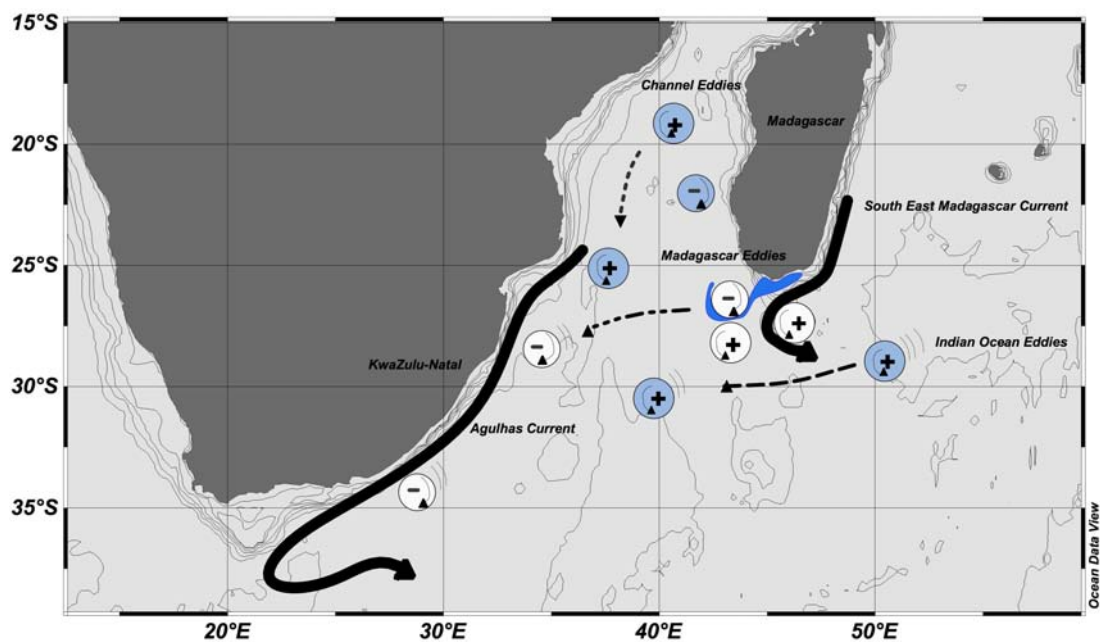 15°S
20°S
25°S
30°S
35°S
Channel Eddies
Madagascar
South East Madagascar Current
Madagascar Eddies
Indian Ocean Eddies
KwaZulu-Natal
Agulhas Current
Ocean Data View
20°E
30°E
40°E
50°E